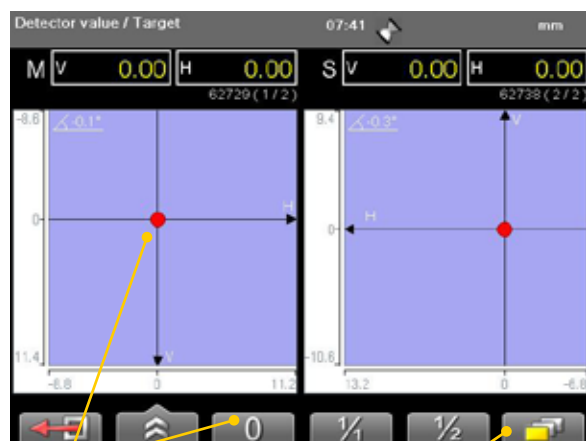 Detector value / Target 07:41 mm
M V 0.00 H 0.00 S V 0.00 H 0.00
62729(1/2) 62738(2/2)
-8.6 -0.1° 9.4 -0.3° V
H H
0 0
11.4 V -10.6
-8.8 0 11.2 13.2 0 -6.8
0 1/1 1/2